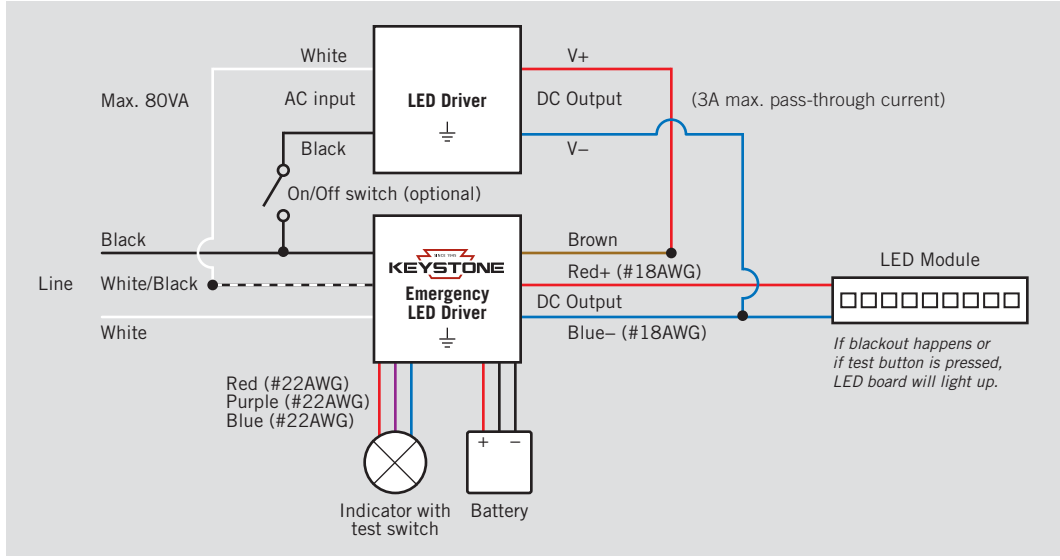 White
V+
Max. 80VA
AC input
LED Driver
DC Output
(3A max. pass-through current)
Black
V–
On/Off switch (optional)
Black
SINCE 1945
KEYSTONE
Brown
Red+ (#18AWG)
LED Module
Line
White/Black
Emergency
LED Driver
DC Output
White
Blue– (#18AWG)
If blackout happens or
if test button is pressed,
LED board will light up.
Red (#22AWG)
Purple (#22AWG)
Blue (#22AWG)
+ –
Indicator with
test switch
Battery